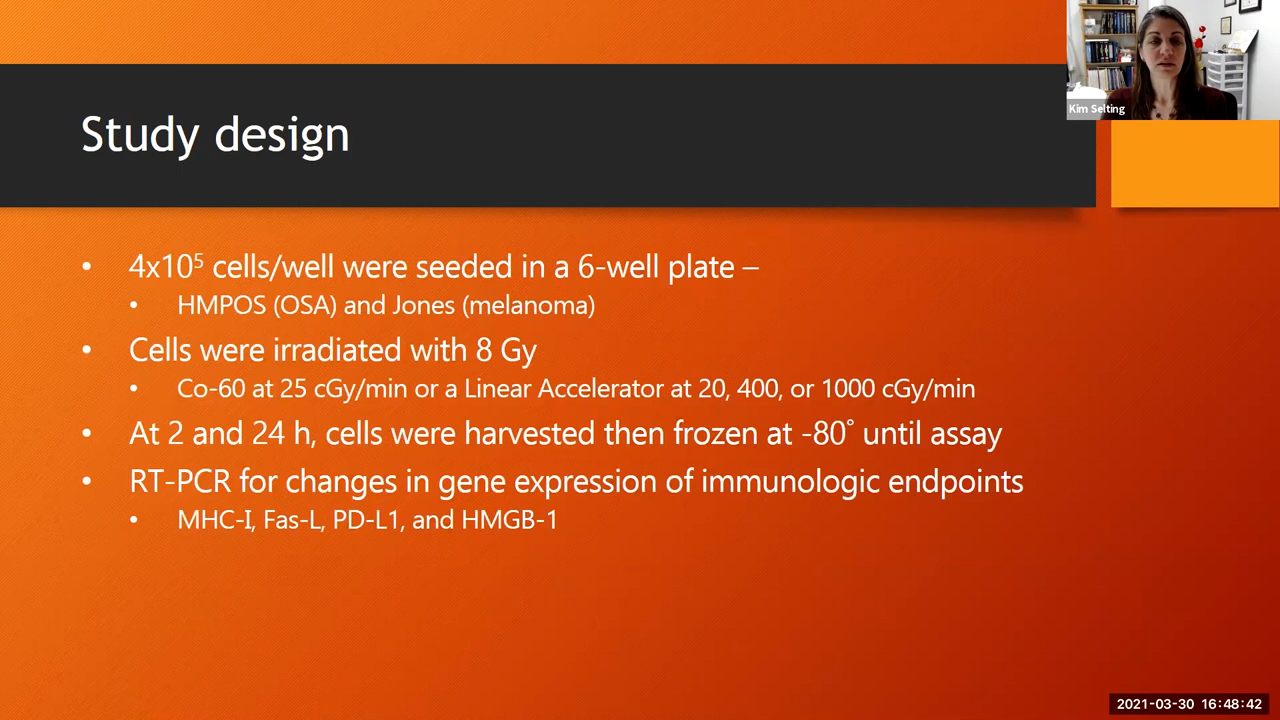 Kim Selting
Study design
• 4x10⁵ cells/well were seeded in a 6-well plate –
• HMPOS (OSA) and Jones (melanoma)
• Cells were irradiated with 8 Gy
• Co-60 at 25 cGy/min or a Linear Accelerator at 20, 400, or 1000 cGy/min
• At 2 and 24 h, cells were harvested then frozen at -80° until assay
• RT-PCR for changes in gene expression of immunologic endpoints
• MHC-I, Fas-L, PD-L1, and HMGB-1
2021-03-30 16:48:42